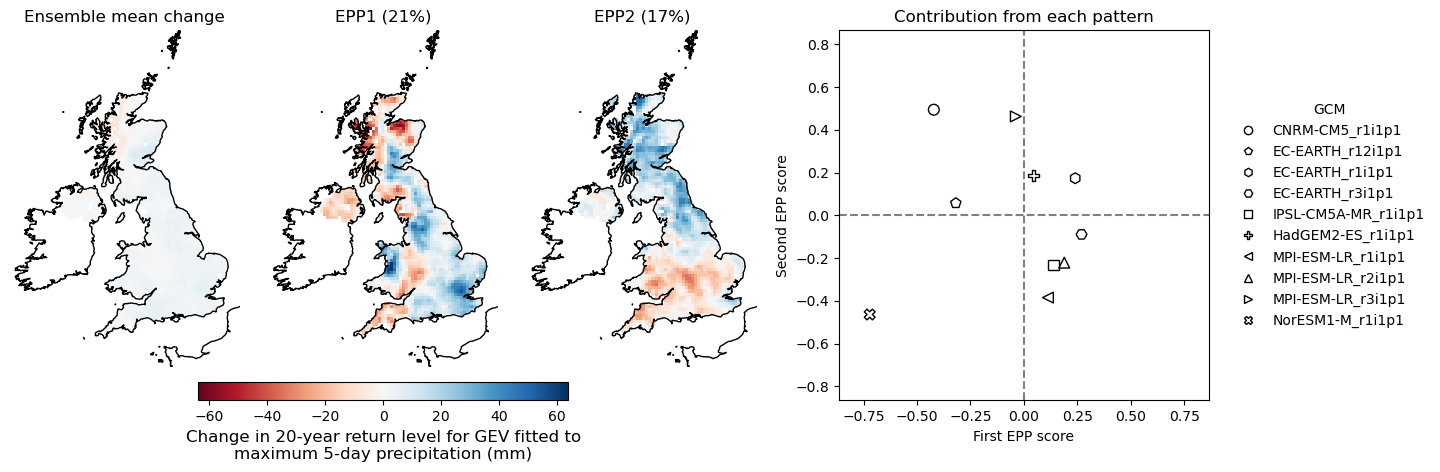 Ensemble mean change
EPP1 (21%)
EPP2 (17%)
−60 −40 −20 0 20 40 60
Change in 20-year return level for GEV fitted to
maximum 5-day precipitation (mm)
Contribution from each pattern
Second EPP score
0.8
0.6
0.4
0.2
0.0
−0.2
−0.4
−0.6
−0.8
−0.75 −0.50 −0.25 0.00 0.25 0.50 0.75
First EPP score
GCM
CNRM-CM5_r1i1p1
EC-EARTH_r12i1p1
EC-EARTH_r1i1p1
EC-EARTH_r3i1p1
IPSL-CM5A-MR_r1i1p1
HadGEM2-ES_r1i1p1
MPI-ESM-LR_r1i1p1
MPI-ESM-LR_r2i1p1
MPI-ESM-LR_r3i1p1
NorESM1-M_r1i1p1